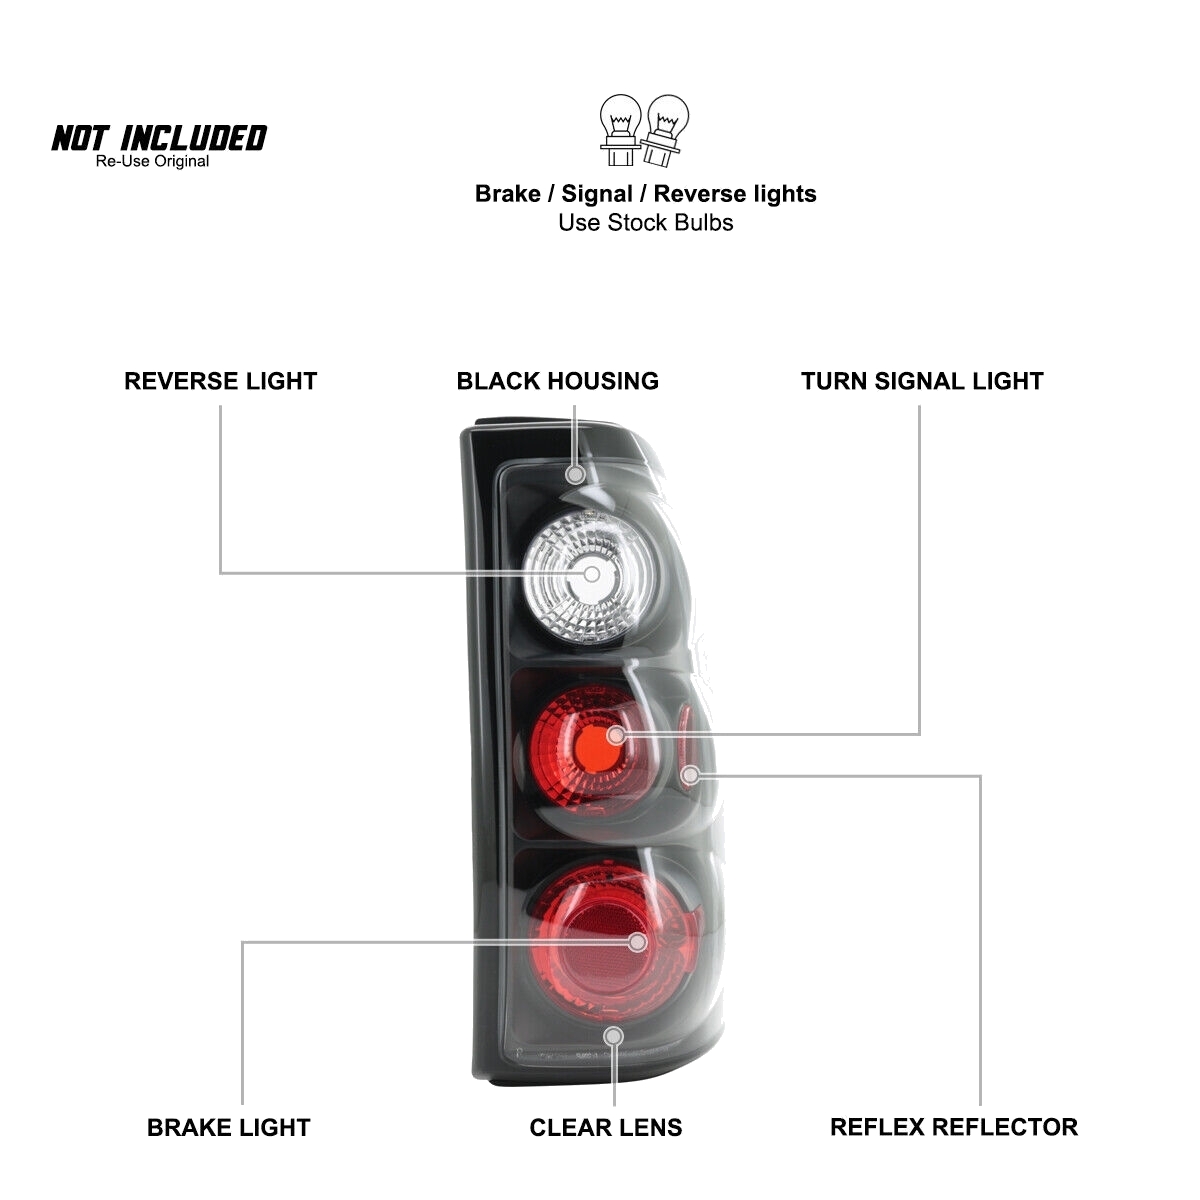 NOT INCLUDED
Re-Use Original
Brake / Signal / Reverse lights
Use Stock Bulbs
REVERSE LIGHT
BLACK HOUSING
TURN SIGNAL LIGHT
BRAKE LIGHT
CLEAR LENS
REFLEX REFLECTOR